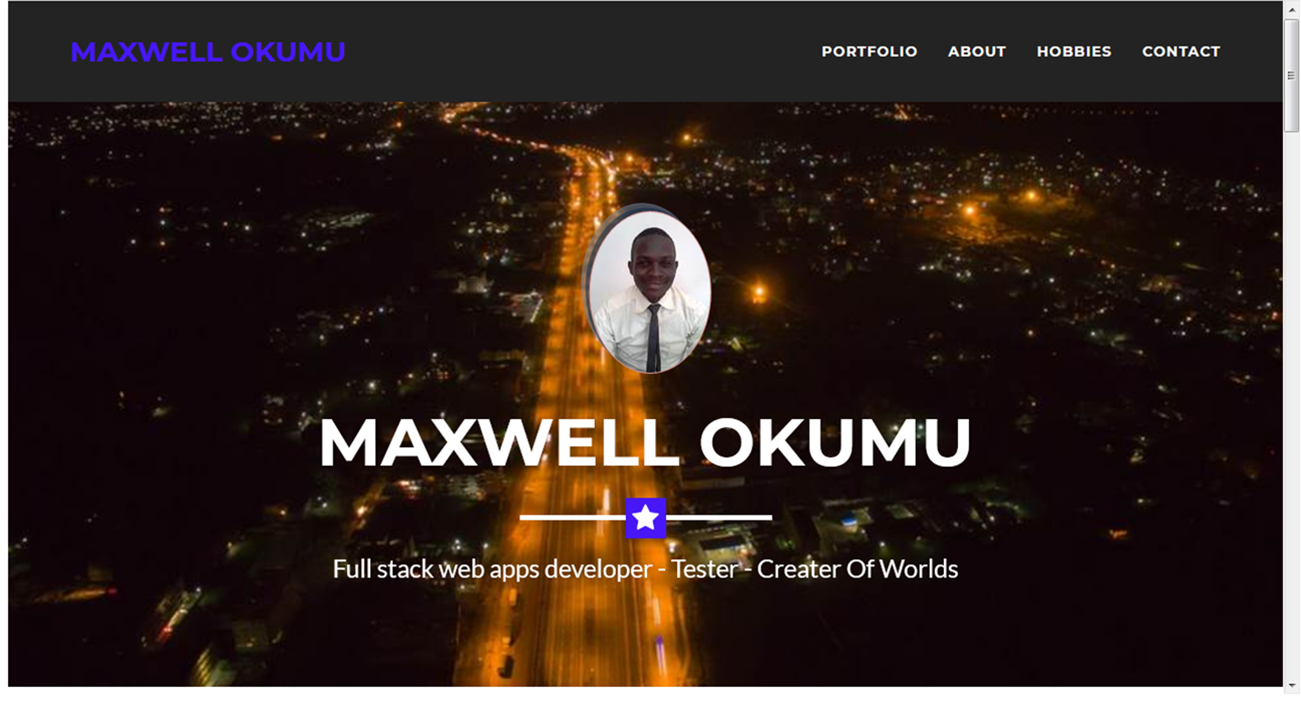 MAXWELL OKUMU
PORTFOLIO ABOUT HOBBIES CONTACT
MAXWELL OKUMU
Full stack web apps developer - Tester - Creater Of Worlds